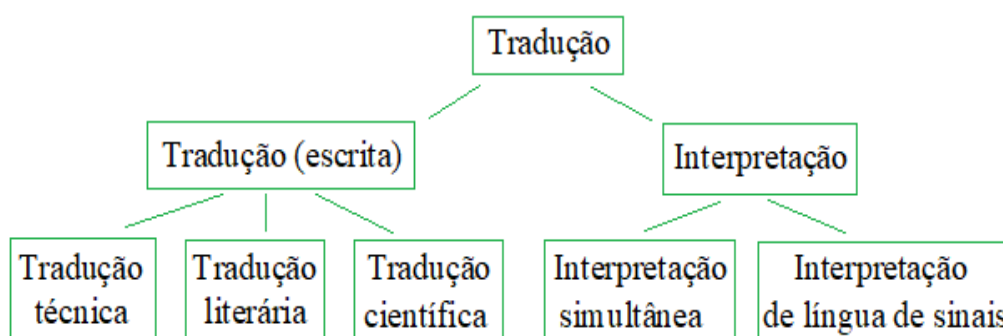 Tradução
Tradução (escrita)
Interpretação
Tradução
técnica
Tradução
literária
Tradução
científica
Interpretação
simultânea
Interpretação
de língua de sinais